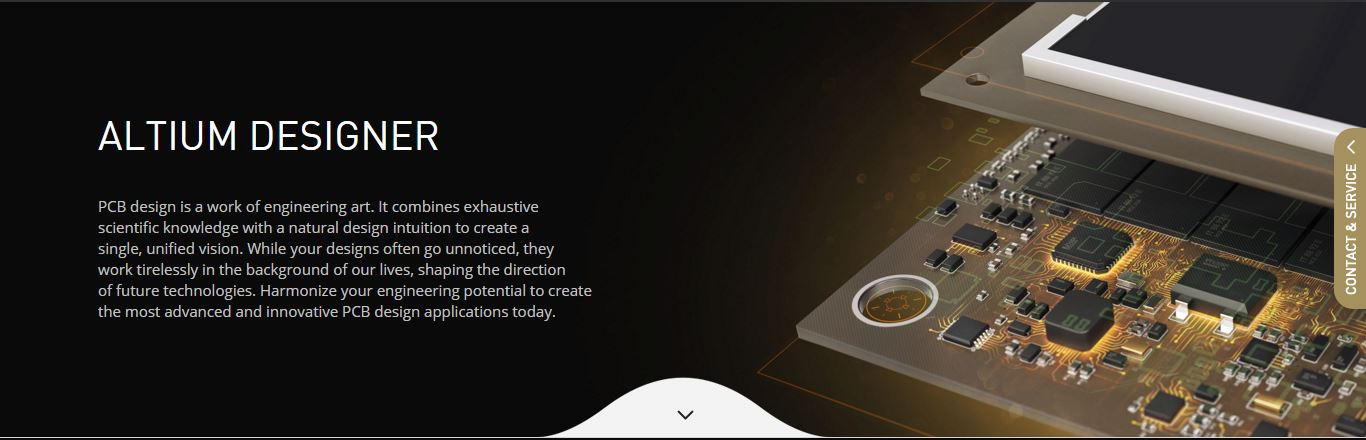 ALTIUM DESIGNER
PCB design is a work of engineering art. It combines exhaustive
scientific knowledge with a natural design intuition to create a
single, unified vision. While your designs often go unnoticed, they
work tirelessly in the background of our lives, shaping the direction
of future technologies. Harmonize your engineering potential to create
the most advanced and innovative PCB design applications today.
CONTACT & SERVICE